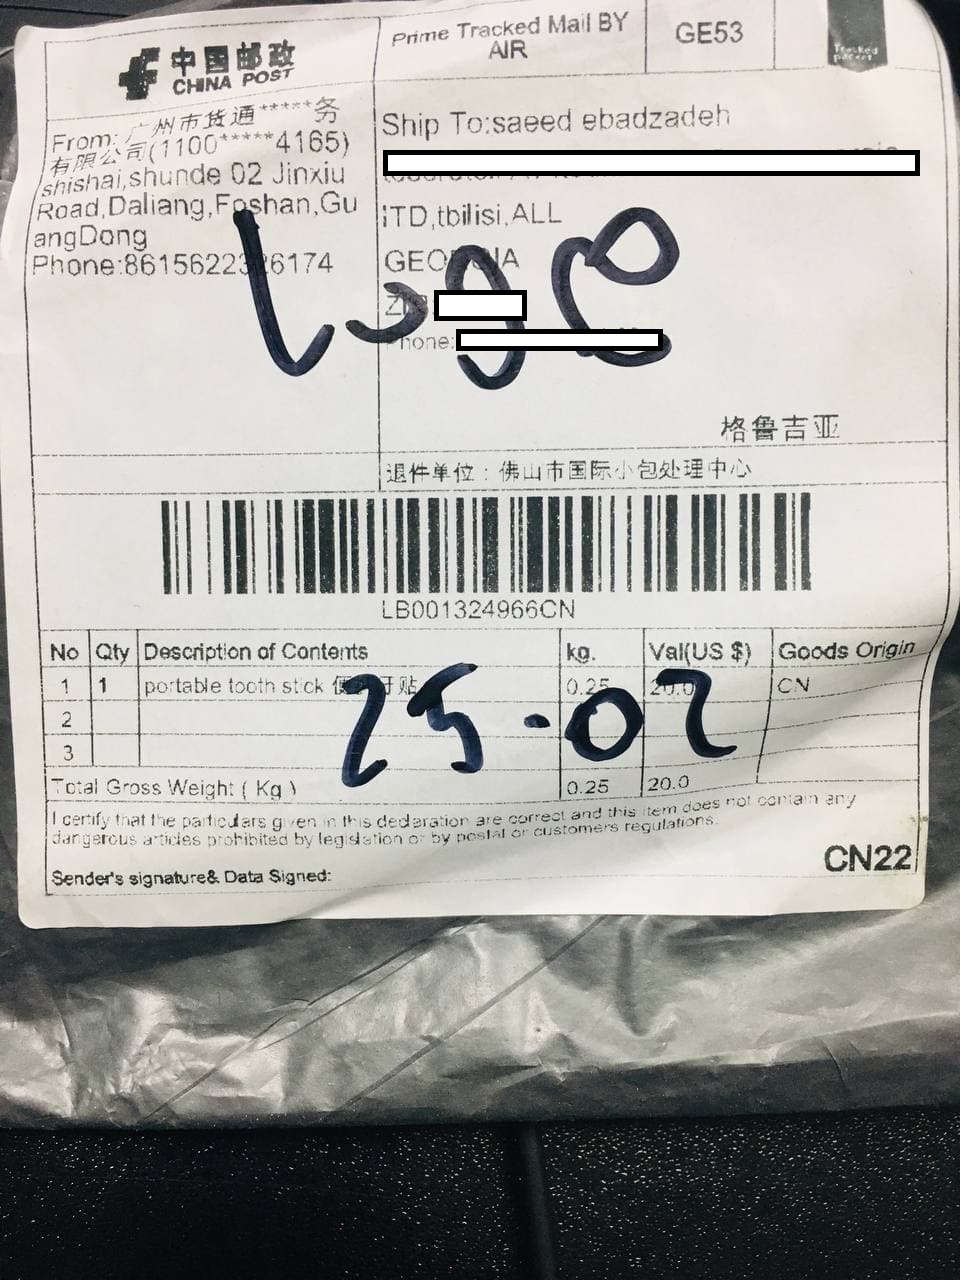 中国邮政
CHINA POST
Prime Tracked Mail BY
AIR
GE53
Tracked
packet
From: 广州市货通*****务
有限公司(1100*****4165)
shishai,shunde 02 Jinxiu
Road,Daliang,Foshan,Gu
angDong
Ship To:saeed ebadzadeh
ITD,tbilisi,ALL
GEORGIA
格鲁吉亚
退件单位：佛山市国际小包处理中心
LB001324966CN
No Qty Description of Contents kg. Val(US $) Goods Origin
1 1 portable tooth stick 0.25 20.0 CN
2
3
Total Gross Weight ( Kg ) 0.25 20.0
I certify that the particulars given in this declaration are correct and this item does not contain any
dangerous articles prohibited by legislation or by postal or customers regulations.
Sender's signature& Data Signed:
CN22
25-02